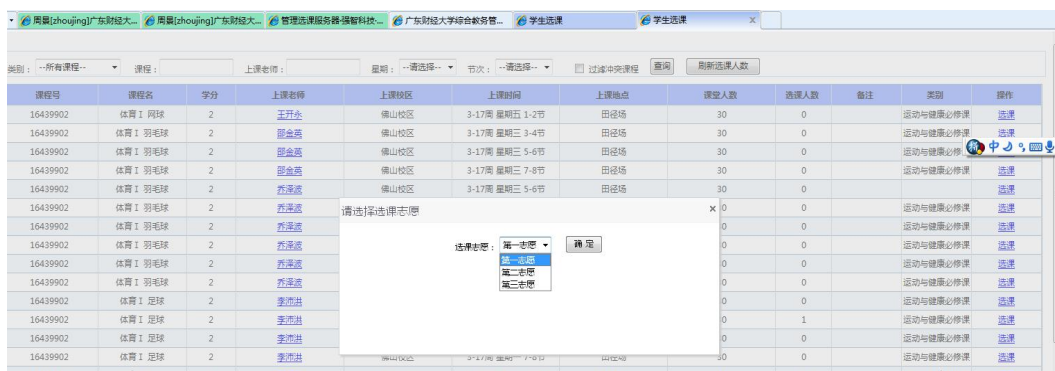 周景[zhoujing]广东财经大... 周景[zhoujing]广东财经大... 管理选课服务器-强智科技-... 广东财经大学综合教务管... 学生选课 学生选课 x
类别： --所有课程-- 课程： 上课老师： 星期： --请选择-- 节次： --请选择-- 过滤冲突课程 查询 刷新选课人数
课程号 课程名 学分 上课老师 上课校区 上课时间 上课地点 课堂人数 选课人数 备注 类别 操作
16439902 体育 I 网球 2 王开永 佛山校区 3-17周 星期五 1-2节 田径场 30 0 运动与健康必修课 选课
16439902 体育 I 羽毛球 2 邵金英 佛山校区 3-17周 星期三 3-4节 田径场 30 0 运动与健康必修课 选课
16439902 体育 I 羽毛球 2 邵金英 佛山校区 3-17周 星期三 5-6节 田径场 30 0 运动与健康必修 中
16439902 体育 I 羽毛球 2 邵金英 佛山校区 3-17周 星期三 7-8节 田径场 30 0 运动与健康必修课 选课
16439902 体育 I 羽毛球 2 乔泽波 佛山校区 3-17周 星期三 5-6节 田径场 30 0 选课
16439902 体育 I 羽毛球 2 乔泽波 0 0 运动与健康必修课 选课
请选择选课志愿 ×
16439902 体育 I 羽毛球 2 乔泽波 0 0 运动与健康必修课 选课
16439902 体育 I 羽毛球 2 乔泽波 0 0 运动与健康必修课 选课
选课志愿： 第一志愿 确 定
16439902 体育 I 羽毛球 2 乔泽波 0 0 运动与健康必修课 选课
第一志愿
第二志愿
16439902 体育 I 羽毛球 2 乔泽波 0 0 运动与健康必修课 选课
第三志愿
16439902 体育 I 足球 2 李沛洪 0 0 运动与健康必修课 选课
16439902 体育 I 足球 2 李沛洪 0 1 运动与健康必修课 选课
16439902 体育 I 足球 2 李沛洪 0 0 运动与健康必修课 选课
16439902 体育 I 足球 2 李沛洪 佛山校区 3-17周 星期一 7-8节 田径场 30 0 运动与健康必修课 选课